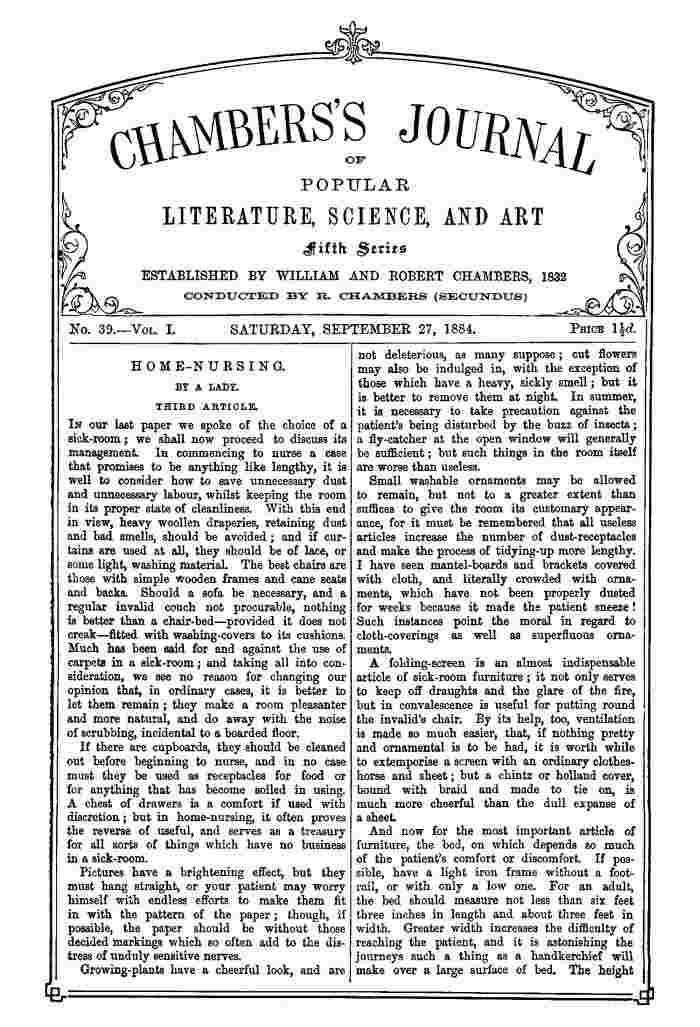 CHAMBERS'S JOURNAL
OF
POPULAR
LITERATURE, SCIENCE, AND ART
Fifth Series
ESTABLISHED BY WILLIAM AND ROBERT CHAMBERS, 1832
CONDUCTED BY R. CHAMBERS (SECUNDUS)
No. 39.—Vol. I. SATURDAY, SEPTEMBER 27, 1884. Price 1½d.
HOME-NURSING.
BY A LADY.
THIRD ARTICLE.
In our last paper we spoke of the choice of a
sick-room; we shall now proceed to discuss its
management. In commencing to nurse a case
that promises to be anything like lengthy, it is
well to consider how to save unnecessary dust
and unnecessary labour, whilst keeping the room
in its proper state of cleanliness. With this end
in view, heavy woollen draperies, retaining dust
and bad smells, should be avoided; and if cur-
tains are used at all, they should be of lace, or
some light, washing material. The best chairs are
those with simple wooden frames and cane seats
and backs. Should a sofa be necessary, and a
regular invalid couch not procurable, nothing
is better than a chair-bed—provided it does not
creak—fitted with washing-covers to its cushions.
Much has been said for and against the use of
carpets in a sick-room; and taking all into con-
sideration, we see no reason for changing our
opinion that, in ordinary cases, it is better to
let them remain; they make a room pleasanter
and more natural, and do away with the noise
of scrubbing, incidental to a boarded floor.
If there are cupboards, they should be cleaned
out before beginning to nurse, and in no case
must they be used as receptacles for food or
for anything that has become soiled in using.
A chest of drawers is a comfort if used with
discretion; but in home-nursing, it often proves
the reverse of useful, and serves as a treasury
for all sorts of things which have no business
in a sick-room.
Pictures have a brightening effect, but they
must hang straight, or your patient may worry
himself with endless efforts to make them fit
in with the pattern of the paper; though, if
possible, the paper should be without those
decided markings which so often add to the dis-
tress of unduly sensitive nerves.
Growing-plants have a cheerful look, and are
not deleterious, as many suppose; cut flowers
may also be indulged in, with the exception of
those which have a heavy, sickly smell; but it
is better to remove them at night. In summer,
it is necessary to take precaution against the
patient's being disturbed by the buzz of insects;
a fly-catcher at the open window will generally
be sufficient; but such things in the room itself
are worse than useless.
Small washable ornaments may be allowed
to remain, but not to a greater extent than
suffices to give the room its customary appear-
ance, for it must be remembered that all useless
articles increase the number of dust-receptacles
and make the process of tidying-up more lengthy.
I have seen mantel-boards and brackets covered
with cloth, and literally crowded with orna-
ments, which have not been properly dusted
for weeks because it made the patient sneeze!
Such instances point the moral in regard to
cloth-coverings as well as superfluous orna-
ments.
A folding-screen is an almost indispensable
article of sick-room furniture; it not only serves
to keep off draughts and the glare of the fire,
but in convalescence is useful for putting round
the invalid's chair. By its help, too, ventilation
is made so much easier, that, if nothing pretty
and ornamental is to be had, it is worth while
to extemporise a screen with an ordinary clothes-
horse and sheet; but a chintz or holland cover,
bound with braid and made to tie on, is
much more cheerful than the dull expanse of
a sheet.
And now for the most important article of
furniture, the bed, on which depends so much
of the patient's comfort or discomfort. If pos-
sible, have a light iron frame without a foot-
rail, or with only a low one. For an adult,
the bed should measure not less than six feet
three inches in length and about three feet in
width. Greater width increases the difficulty of
reaching the patient, and it is astonishing the
journeys such a thing as a handkerchief will
make over a large surface of bed. The height